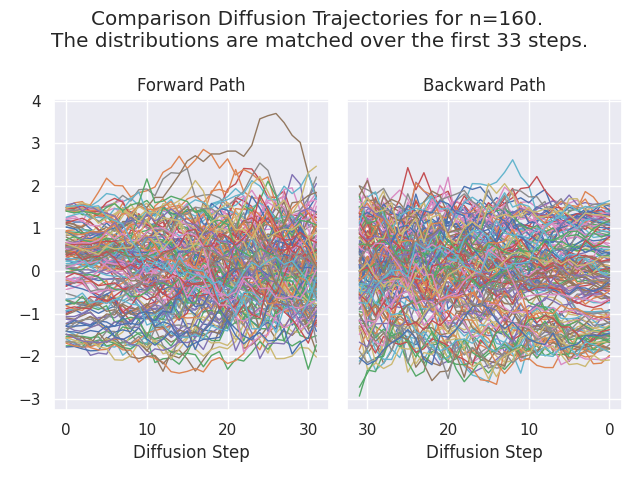 Comparison Diffusion Trajectories for n=160.
The distributions are matched over the first 33 steps.
Forward Path
Backward Path
4
3
2
1
0
−1
−2
−3
0 10 20 30
30 20 10 0
Diffusion Step
Diffusion Step